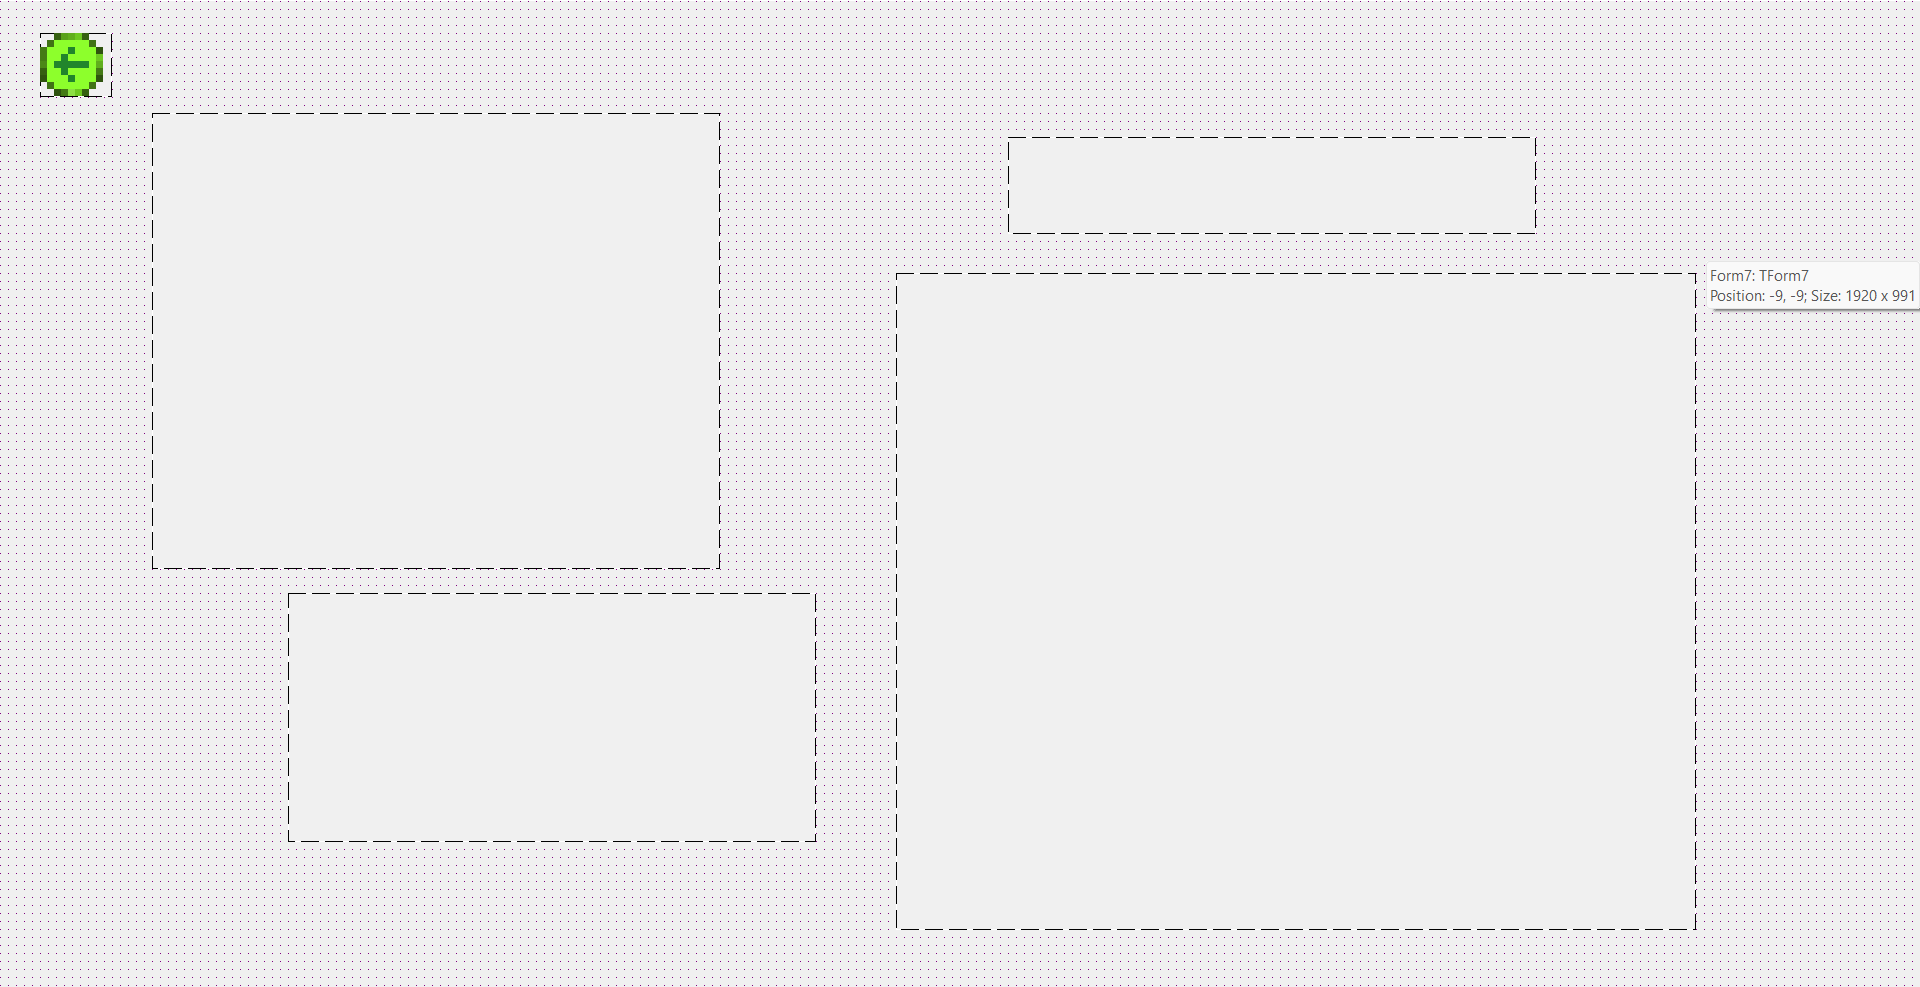 Form7: TForm7
Position: -9, -9; Size: 1920 x 991